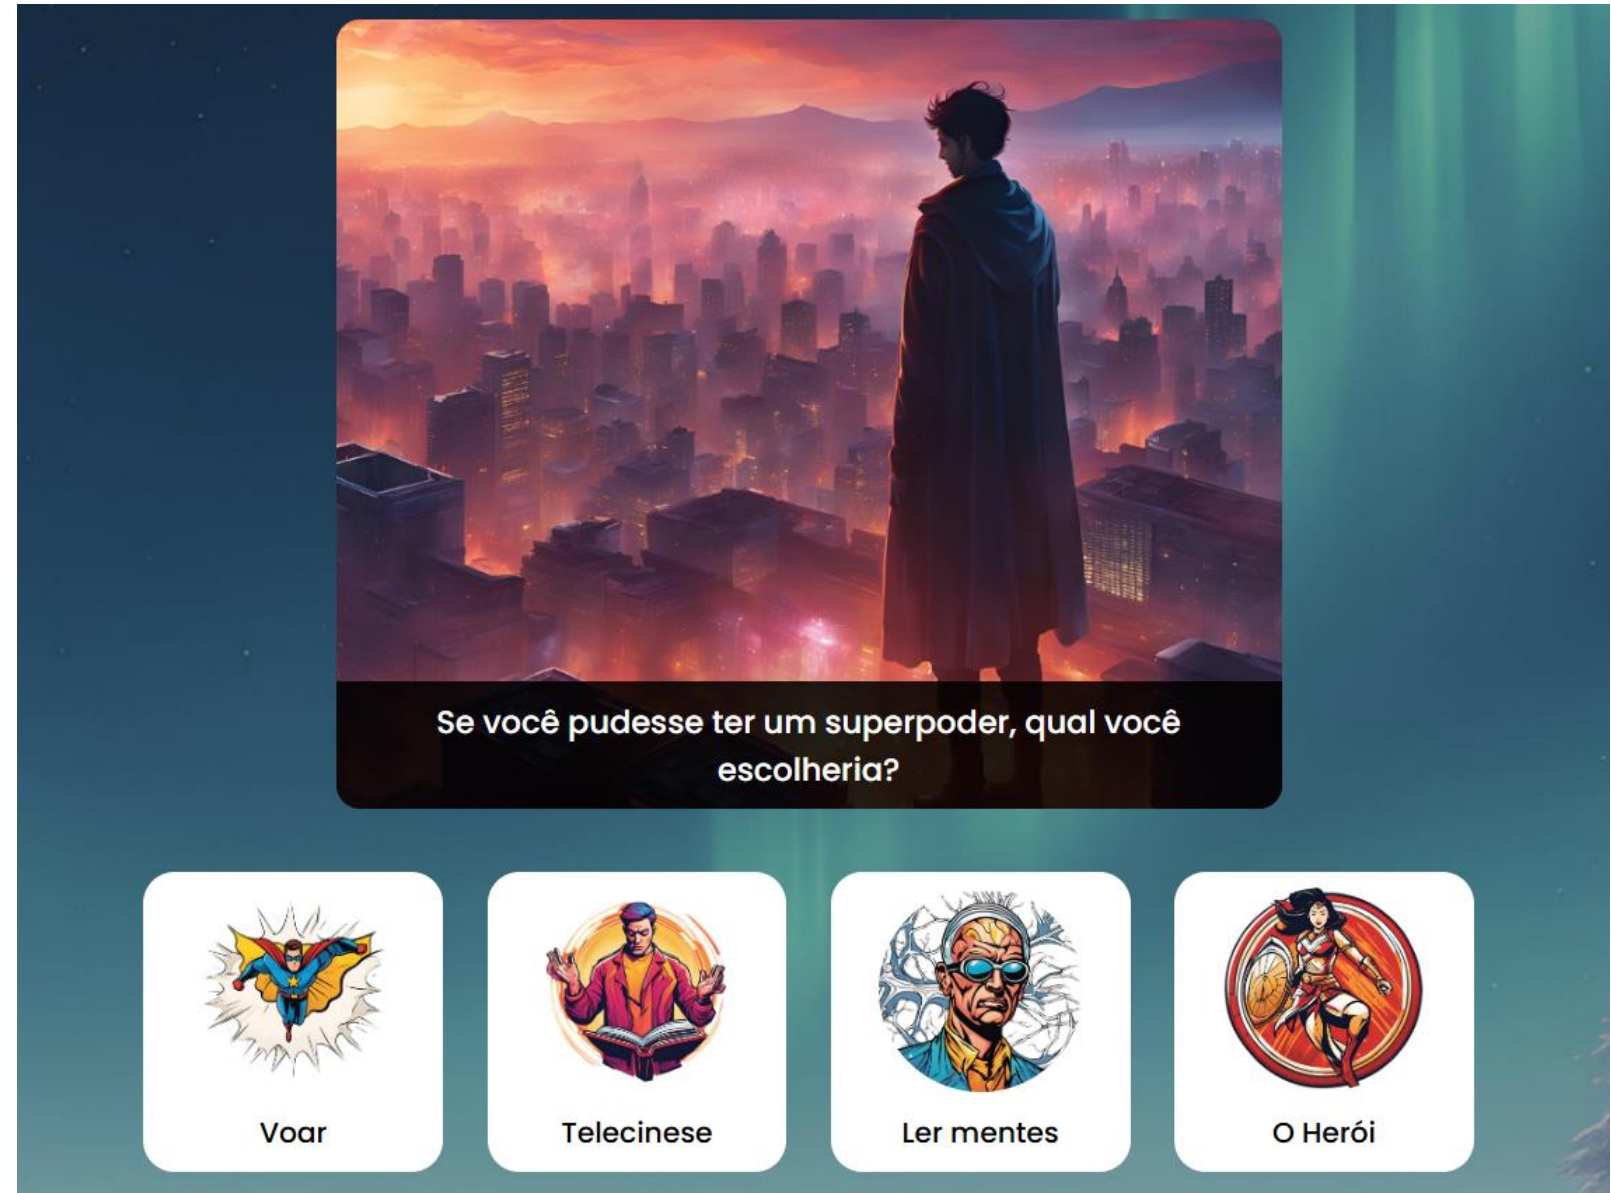 Se você pudesse ter um superpoder, qual você
escolheria?
Voar
Telecinese
Ler mentes
O Herói